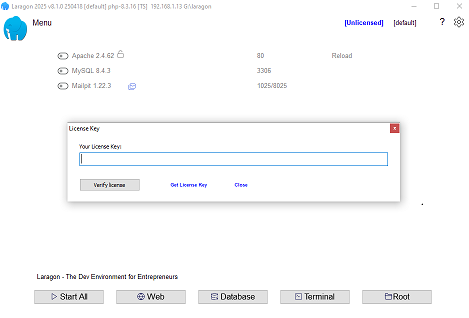 Laragon 2025 v8.1.0 250418 [default] php-8.3.16 [TS] 192.168.1.13 G:\laragon
Menu [Unlicensed] [default] ?
Apache 2.4.62 80 Reload
MySQL 8.4.3 3306
Mailpit 1.22.3 1025/8025
License Key x
Your License Key:
Verify license Get License Key Close
Laragon - The Dev Environment for Entrepreneurs
Start All Web Database Terminal Root